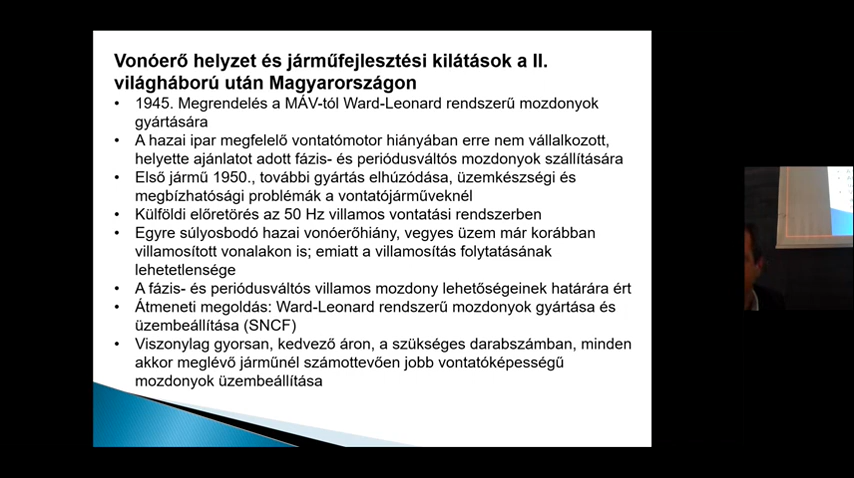 Vonóerő helyzet és járműfejlesztési kilátások a II.
világháború után Magyarországon
• 1945. Megrendelés a MÁV-tól Ward-Leonard rendszerű mozdonyok
gyártására
• A hazai ipar megfelelő vontatómotor hiányában erre nem vállalkozott,
helyette ajánlatot adott fázis- és periódusváltós mozdonyok szállítására
• Első jármű 1950., további gyártás elhúzódása, üzemkészségi és
megbízhatósági problémák a vontatójárműveknél
• Külföldi előretörés az 50 Hz villamos vontatási rendszerben
• Egyre súlyosbodó hazai vonóerőhiány, vegyes üzem már korábban
villamosított vonalakon is; emiatt a villamosítás folytatásának
lehetetlensége
• A fázis- és periódusváltós villamos mozdony lehetőségeinek határára ért
• Átmeneti megoldás: Ward-Leonard rendszerű mozdonyok gyártása és
üzembeállítása (SNCF)
• Viszonylag gyorsan, kedvező áron, a szükséges darabszámban, minden
akkor meglévő járműnél számottevően jobb vontatóképességű
mozdonyok üzembeállítása